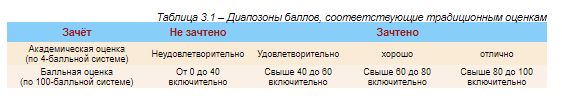 Таблица 3.1 – Диапозоны баллов, соответствующие традиционным оценкам
Зачёт Не зачтено Зачтено
Академическая оценка
(по 4-балльной системе) Неудовлетворительно Удовлетворительно хорошо отлично
Балльная оценка От 0 до 40 Свыше 40 до 60 Свыше 60 до 80 Свыше 80 до 100
(по 100-балльной системе) включительно включительно включительно включительно